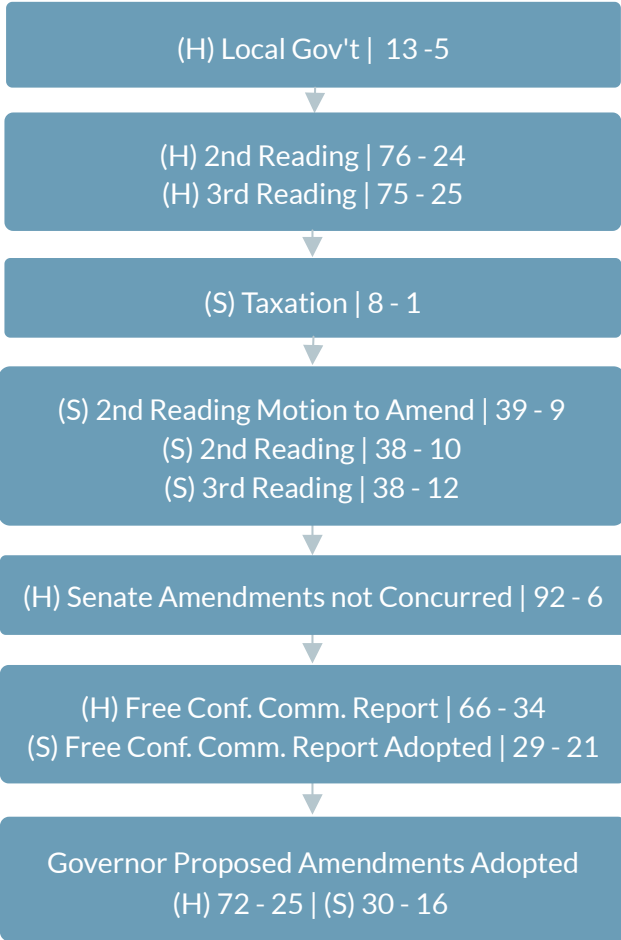 (H) Local Gov't | 13 -5
(H) 2nd Reading | 76 - 24
(H) 3rd Reading | 75 - 25
(S) Taxation | 8 - 1
(S) 2nd Reading Motion to Amend | 39 - 9
(S) 2nd Reading | 38 - 10
(S) 3rd Reading | 38 - 12
(H) Senate Amendments not Concurred | 92 - 6
(H) Free Conf. Comm. Report | 66 - 34
(S) Free Conf. Comm. Report Adopted | 29 - 21
Governor Proposed Amendments Adopted
(H) 72 - 25 | (S) 30 - 16